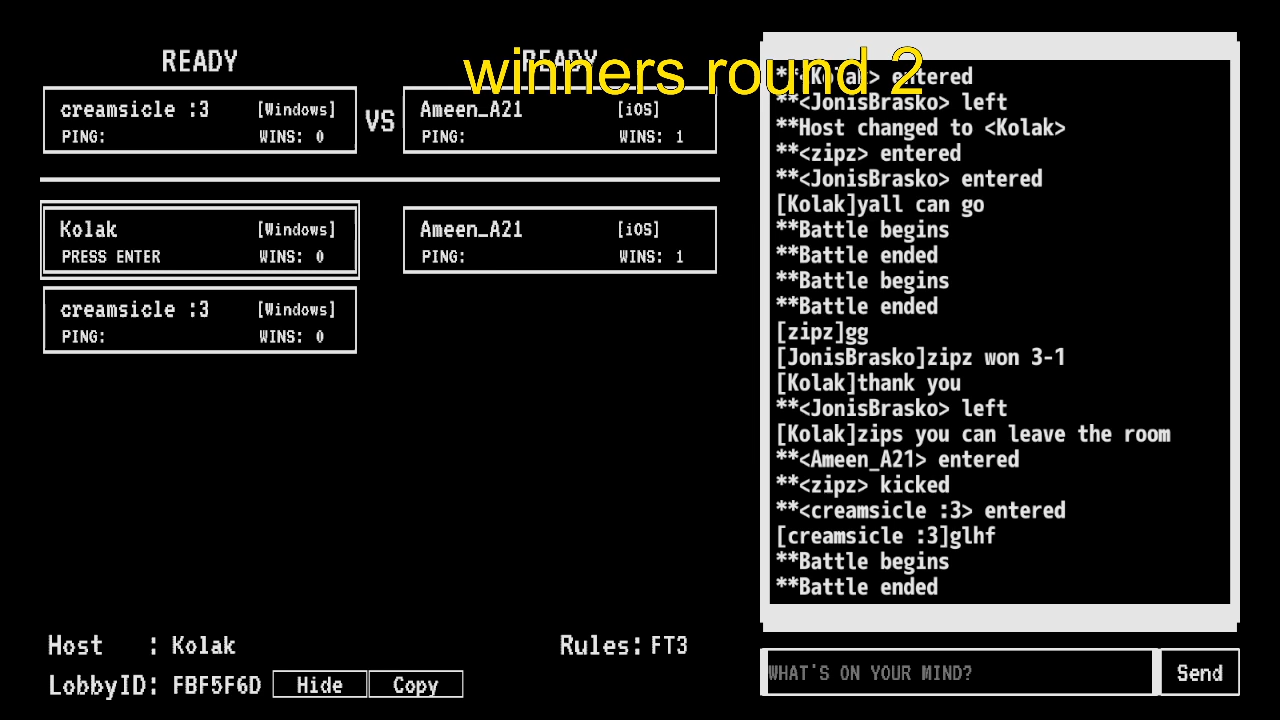 READY
READY
winners round 2
creamsicle :3 [Windows]
PING: WINS: 0
VS
Ameen_A21 [iOS]
PING: WINS: 1
Kolak [Windows]
PRESS ENTER WINS: 0
Ameen_A21 [iOS]
PING: WINS: 1
creamsicle :3 [Windows]
PING: WINS: 0
Host : Kolak
Rules: FT3
LobbyID: FBF5F6D Hide Copy
**<Kolak> entered
**<JonisBrasko> left
**Host changed to <Kolak>
**<zipz> entered
**<JonisBrasko> entered
[Kolak]yall can go
**Battle begins
**Battle ended
**Battle begins
**Battle ended
[zipz]gg
[JonisBrasko]zipz won 3-1
[Kolak]thank you
**<JonisBrasko> left
[Kolak]zips you can leave the room
**<Ameen_A21> entered
**<zipz> kicked
**<creamsicle :3> entered
[creamsicle :3]glhf
**Battle begins
**Battle ended
WHAT'S ON YOUR MIND? Send